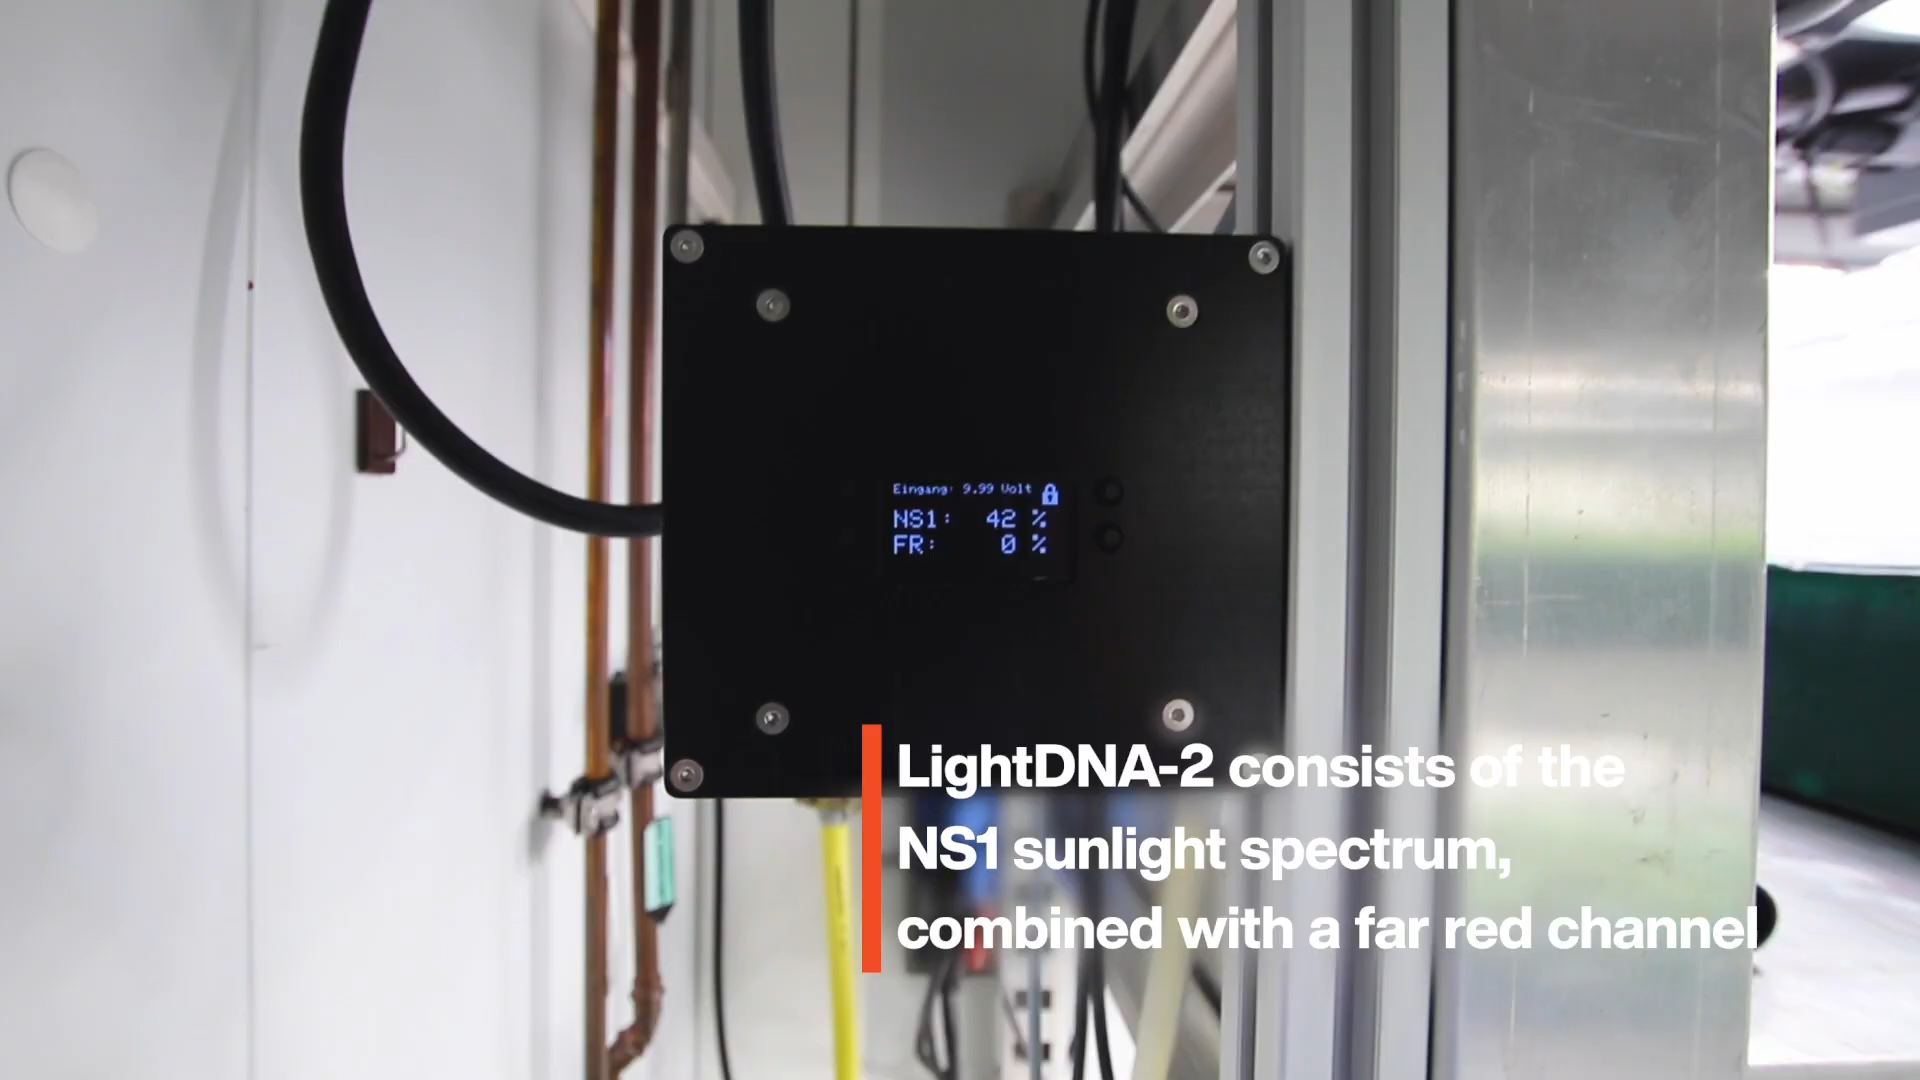 Eingang: 9.99 Volt
NS1: 42 %
FR: 0 %
LightDNA-2 consists of the
NS1 sunlight spectrum,
combined with a far red channel